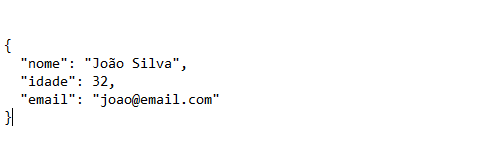 {
  "nome": "João Silva",
  "idade": 32,
  "email": "joao@email.com"
}